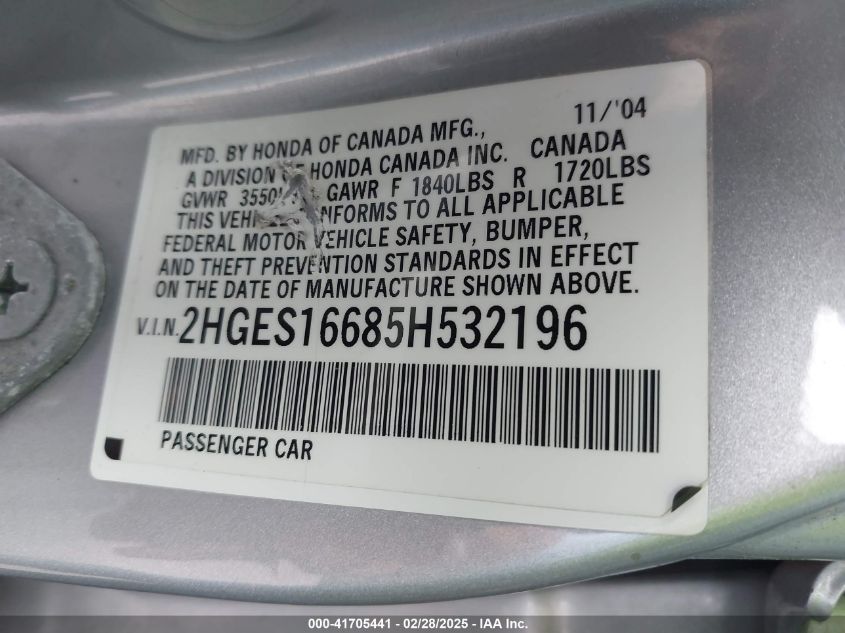 11/'04
MFD. BY HONDA OF CANADA MFG., CANADA
A DIVISION OF HONDA CANADA INC.
GVWR 3550 GAWR F 1840LBS R 1720LBS
THIS VEHICLE CONFORMS TO ALL APPLICABLE
FEDERAL MOTOR VEHICLE SAFETY, BUMPER,
AND THEFT PREVENTION STANDARDS IN EFFECT
ON THE DATE OF MANUFACTURE SHOWN ABOVE.
V.I.N. 2HGES16685H532196
PASSENGER CAR
000-41705441 - 02/28/2025 - IAA Inc.